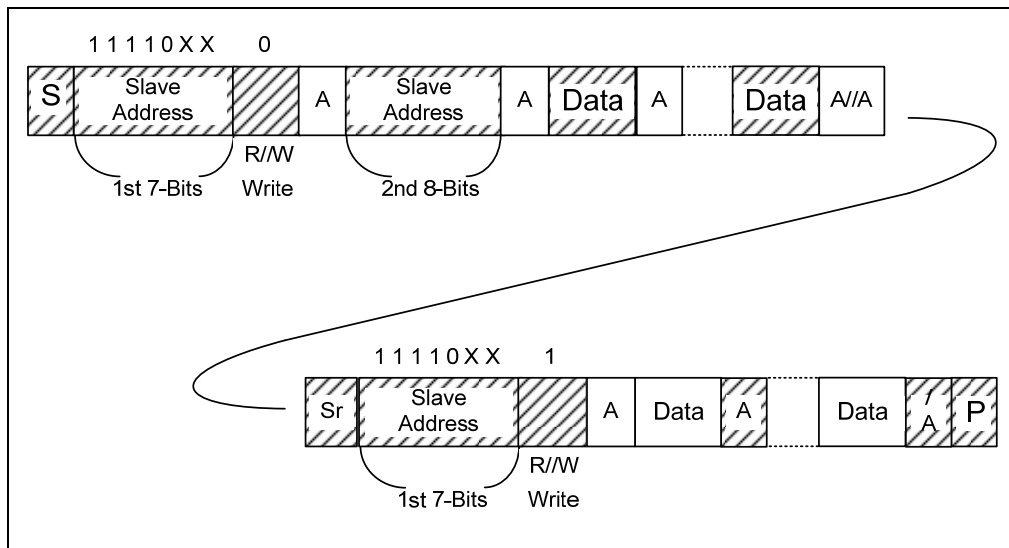 1 1 1 1 0 X X 0
S Slave Address A Slave Address A Data A Data A//A
R//W
1st 7-Bits Write 2nd 8-Bits
1 1 1 1 0 X X 1
Sr Slave Address A Data A Data /A P
R//W
1st 7-Bits Write